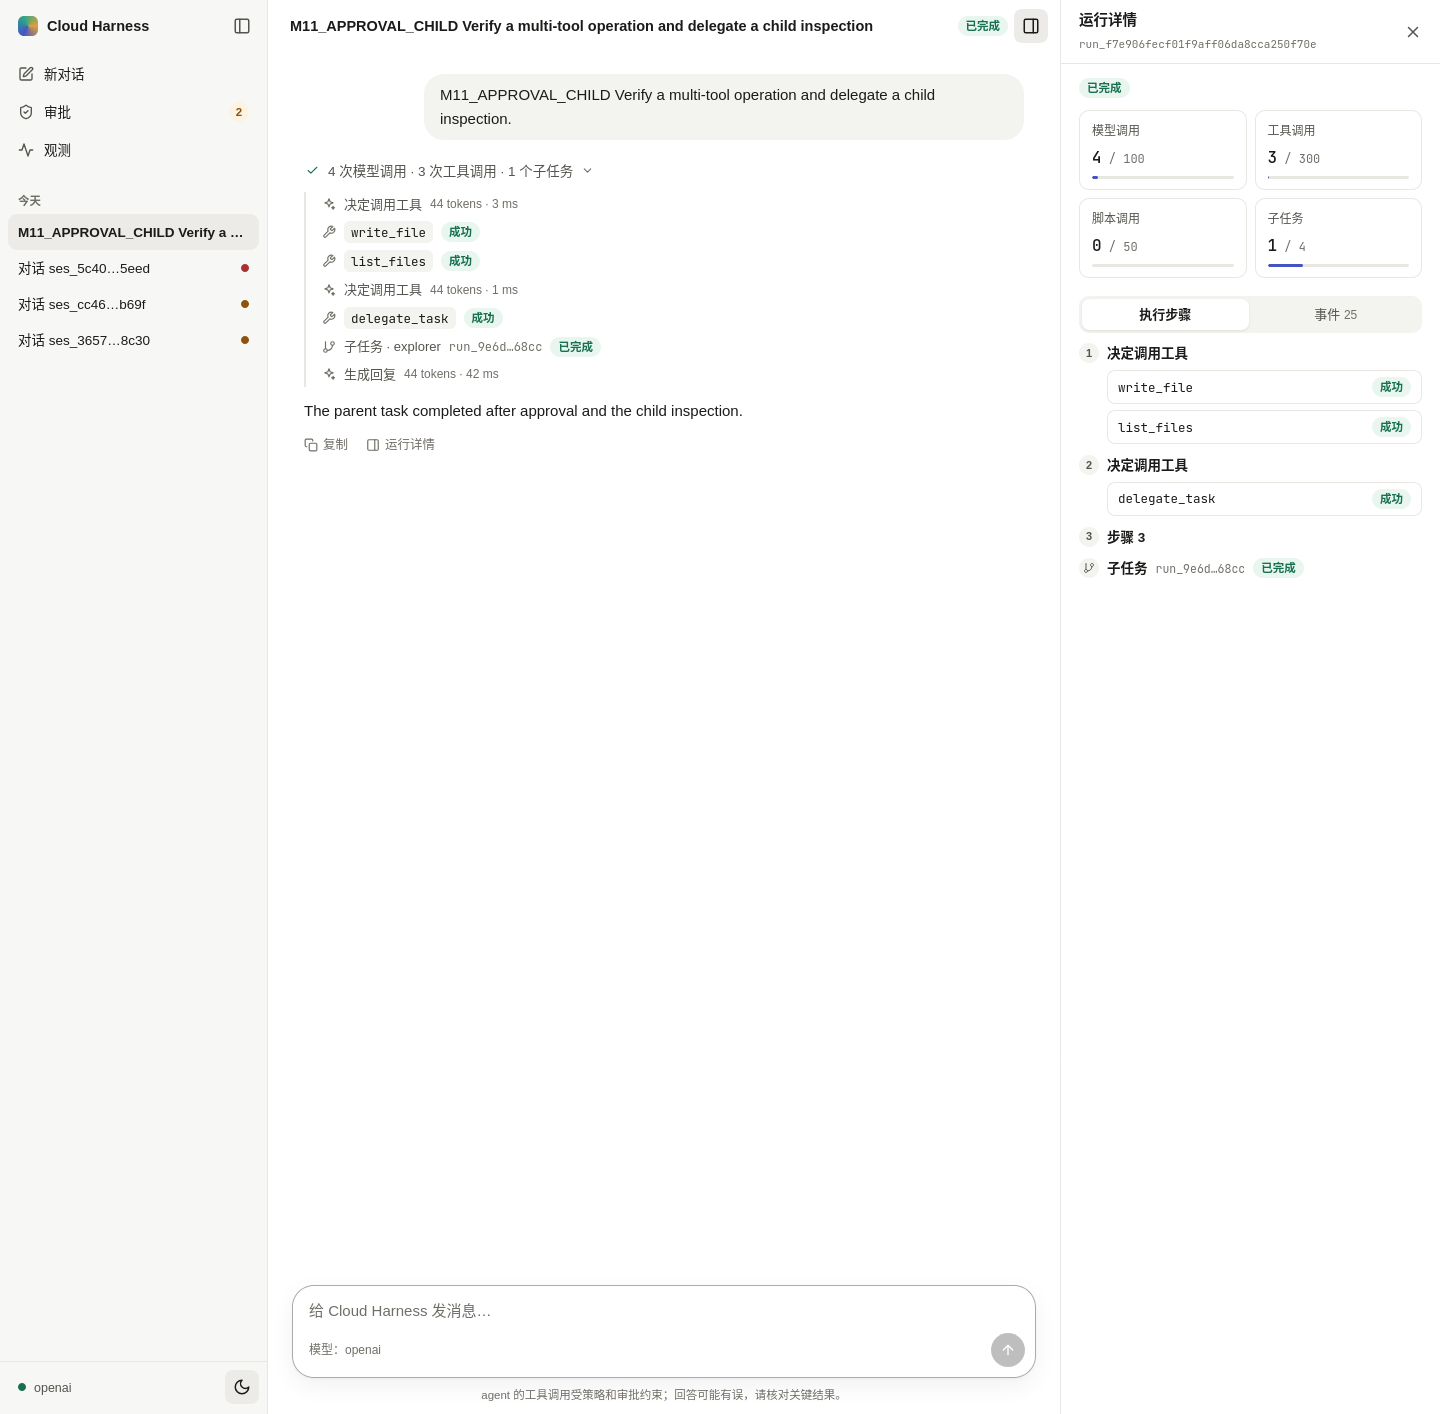 Cloud Harness
新对话
审批
2
观测
今天
M11_APPROVAL_CHILD Verify a …
对话 ses_5c40…5eed
对话 ses_cc46…b69f
对话 ses_3657…8c30
openai
M11_APPROVAL_CHILD Verify a multi-tool operation and delegate a child inspection
已完成
M11_APPROVAL_CHILD Verify a multi-tool operation and delegate a child
inspection.
4 次模型调用 · 3 次工具调用 · 1 个子任务
决定调用工具 44 tokens · 3 ms
write_file 成功
list_files 成功
决定调用工具 44 tokens · 1 ms
delegate_task 成功
子任务 · explorer run_9e6d…68cc 已完成
生成回复 44 tokens · 42 ms
The parent task completed after approval and the child inspection.
复制 运行详情
给 Cloud Harness 发消息…
模型：openai
agent 的工具调用受策略和审批约束；回答可能有误，请核对关键结果。
运行详情
run_f7e906fecf01f9aff06da8cca250f70e
已完成
模型调用
4 / 100
工具调用
3 / 300
脚本调用
0 / 50
子任务
1 / 4
执行步骤
事件 25
1 决定调用工具
write_file 成功
list_files 成功
2 决定调用工具
delegate_task 成功
3 步骤 3
子任务 run_9e6d…68cc 已完成